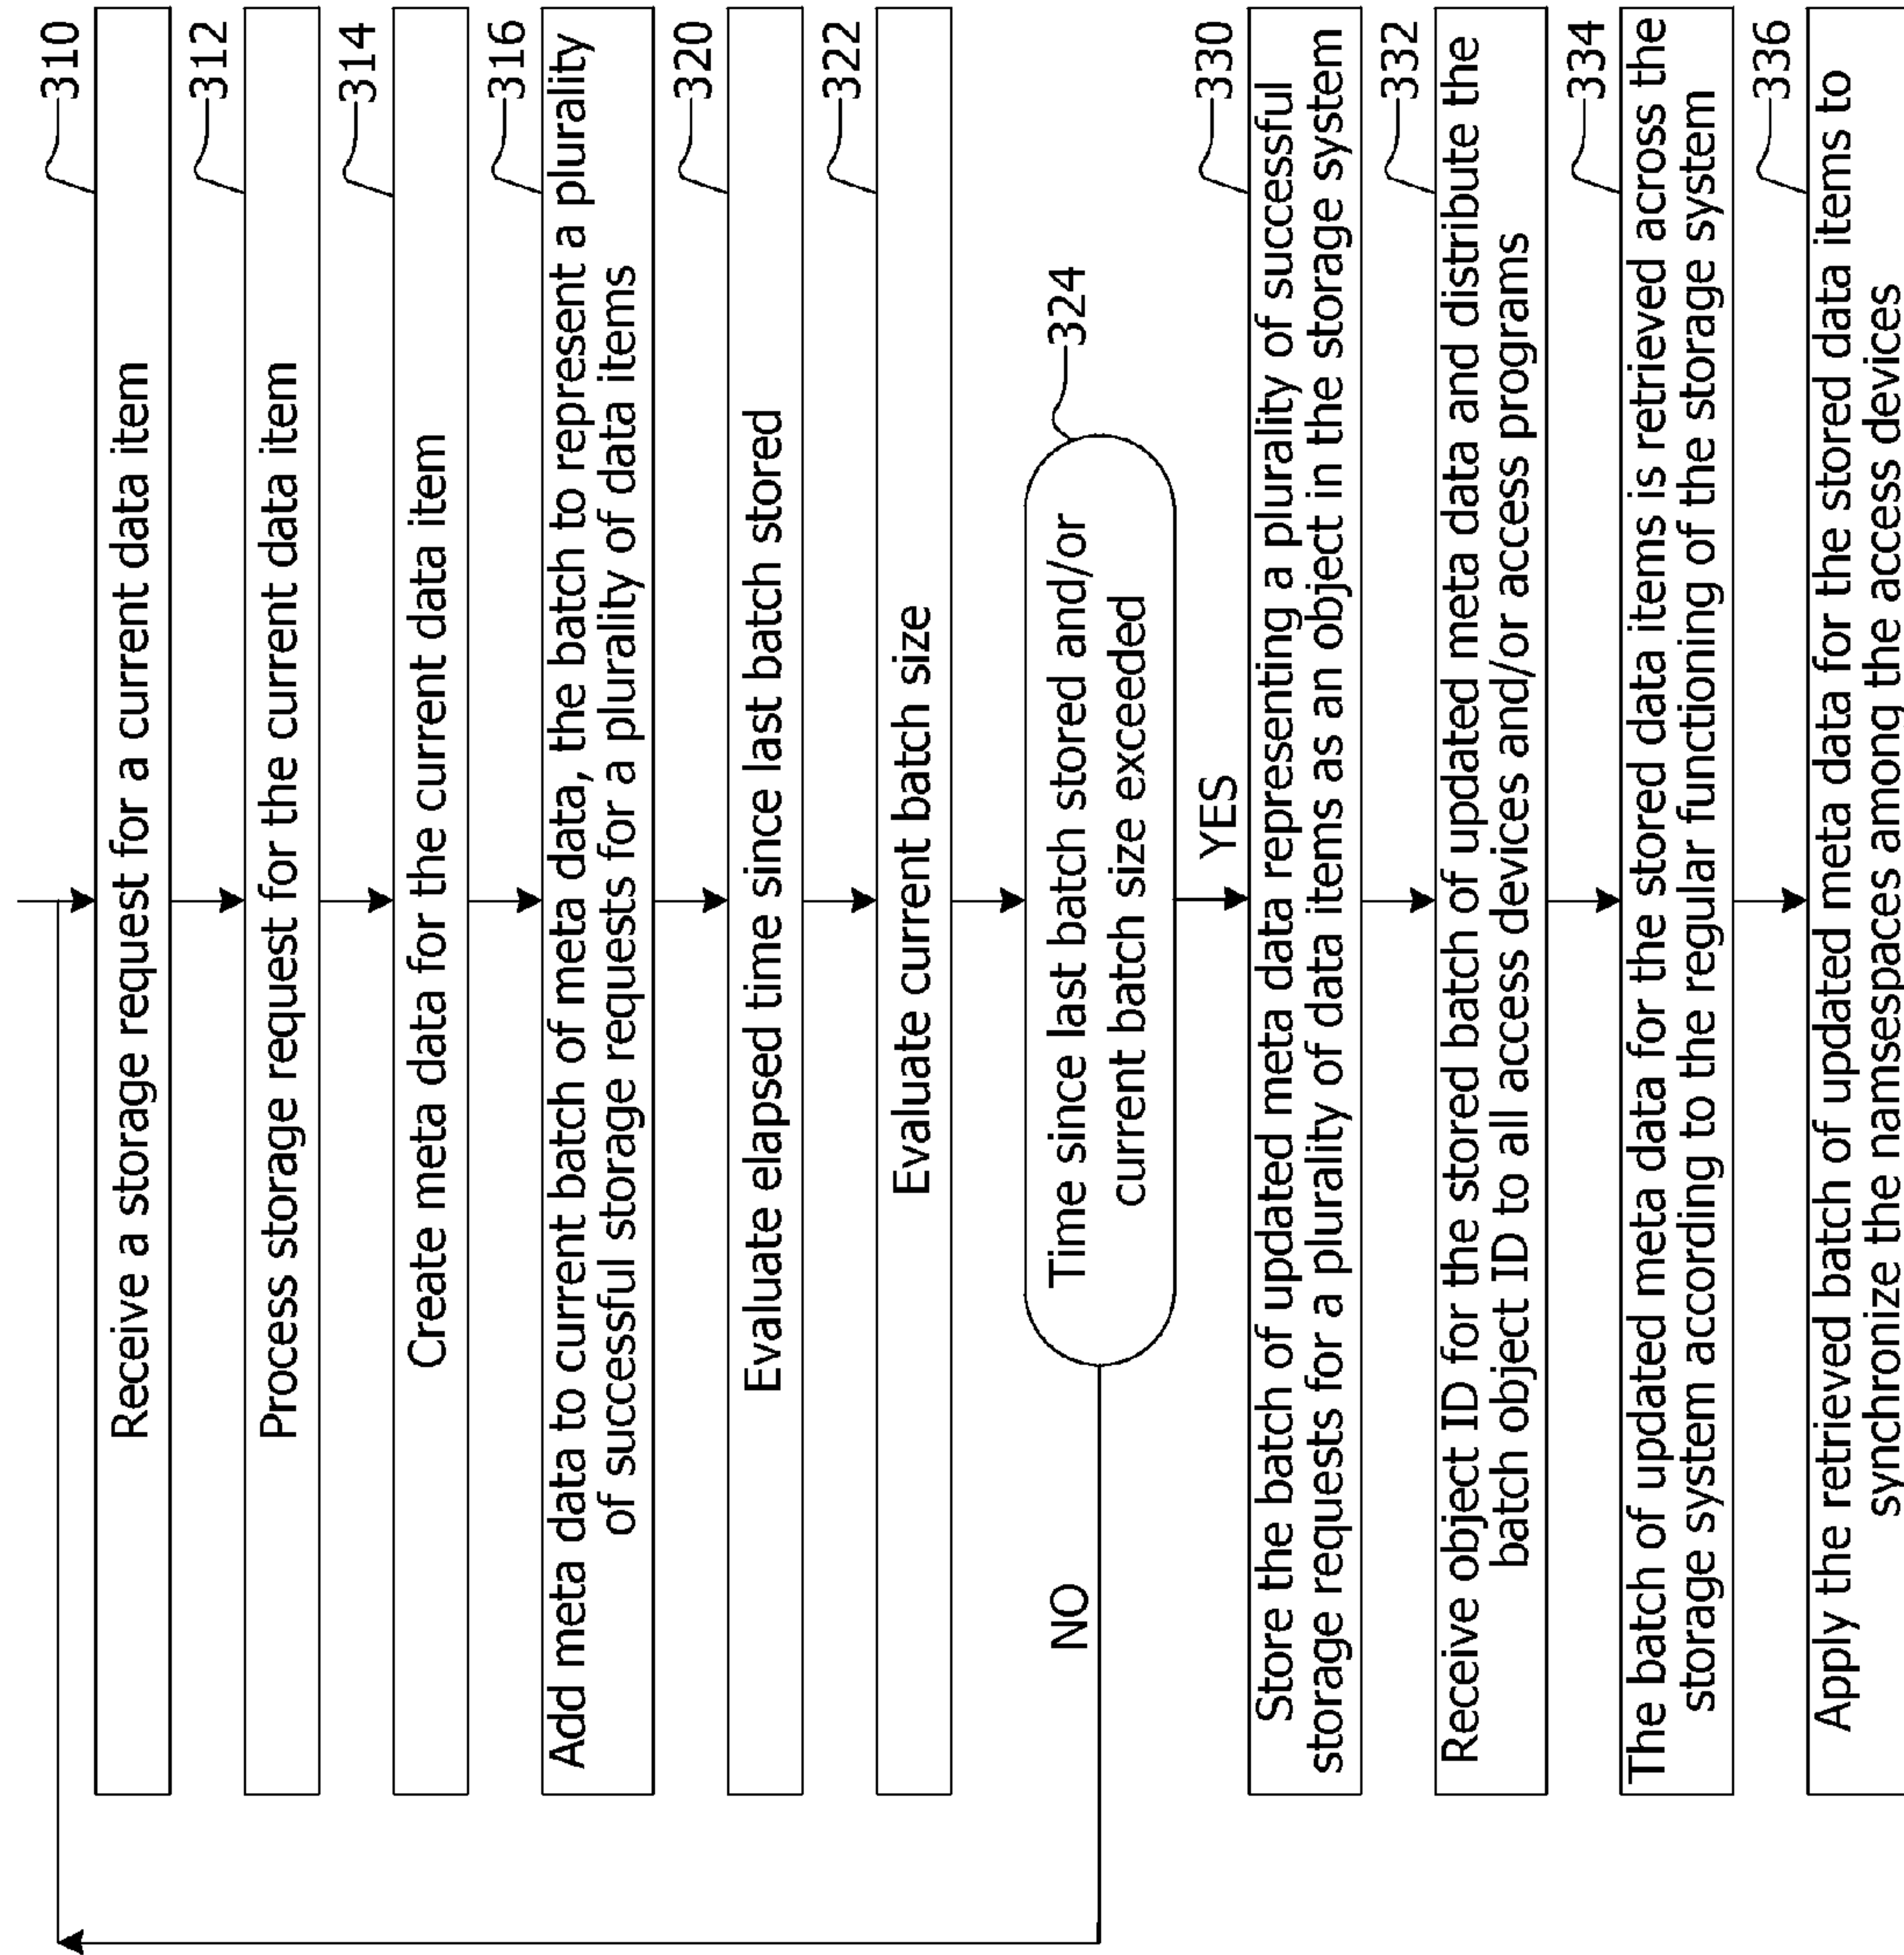 310
Receive a storage request for a current data item
312
Process storage request for the current data item
314
Create meta data for the current data item
316
Add meta data to current batch of meta data, the batch to represent a plurality
of successful storage requests for a plurality of data items
320
Evaluate elapsed time since last batch stored
322
Evaluate current batch size
324
Time since last batch stored and/or
current batch size exceeded
NO
YES
330
Store the batch of updated meta data representing a plurality of successful
storage requests for a plurality of data items as an object in the storage system
332
Receive object ID for the stored batch of updated meta data and distribute the
batch object ID to all access devices and/or access programs
334
The batch of updated meta data for the stored data items is retrieved across the
storage system according to the regular functioning of the storage system
336
Apply the retrieved batch of updated meta data for the stored data items to
synchronize the namsespaces among the access devices